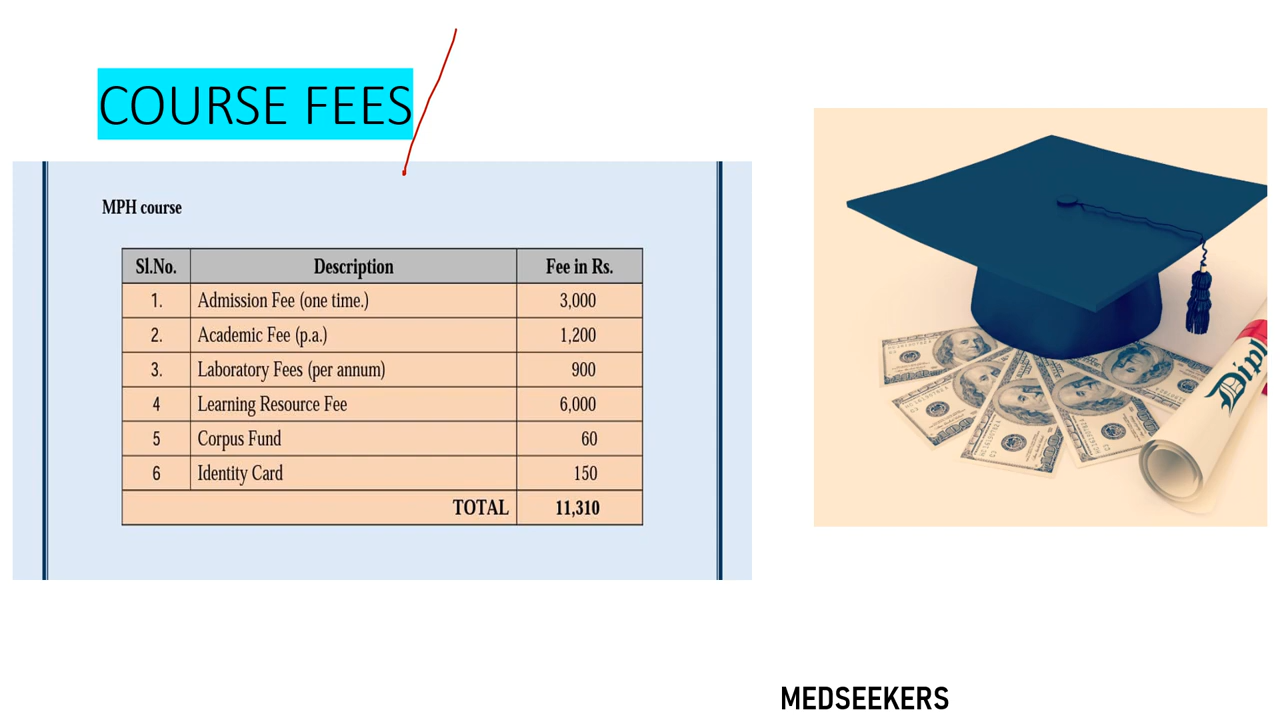 COURSE FEES
MPH course
Sl.No. Description Fee in Rs.
1. Admission Fee (one time.) 3,000
2. Academic Fee (p.a.) 1,200
3. Laboratory Fees (per annum) 900
4 Learning Resource Fee 6,000
5 Corpus Fund 60
6 Identity Card 150
TOTAL 11,310
Dipl
MEDSEEKERS